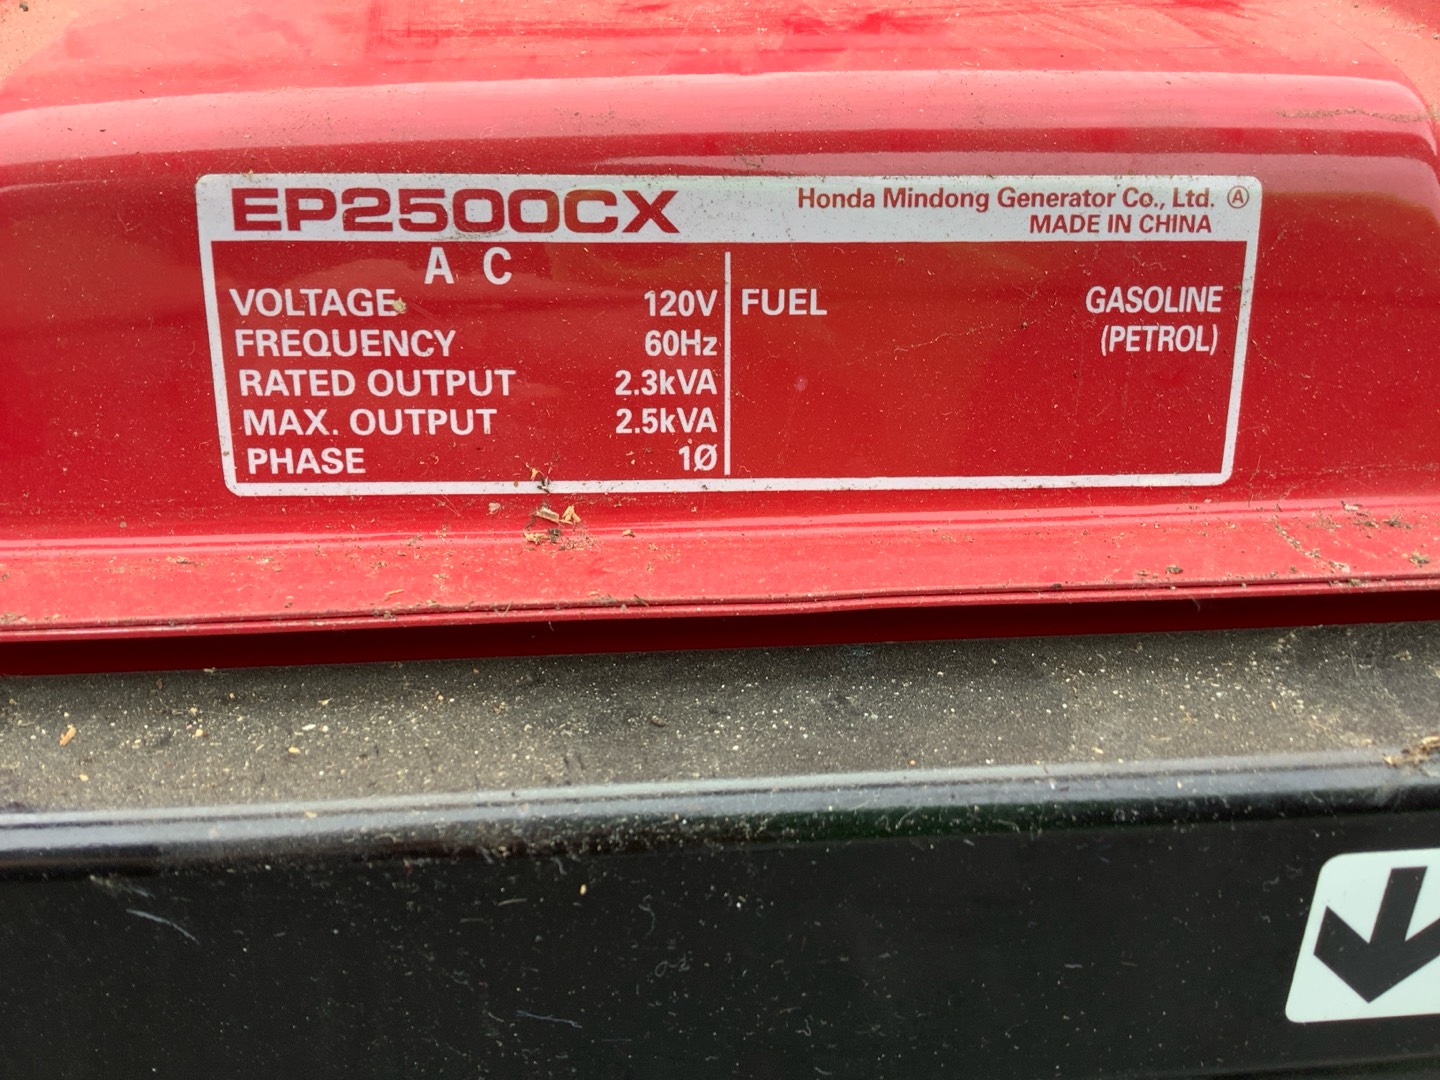 EP2500CX
Honda Mindong Generator Co., Ltd. Ⓐ
MADE IN CHINA
A C
VOLTAGE 120V
FREQUENCY 60Hz
RATED OUTPUT 2.3kVA
MAX. OUTPUT 2.5kVA
PHASE 1Ø
FUEL GASOLINE
(PETROL)